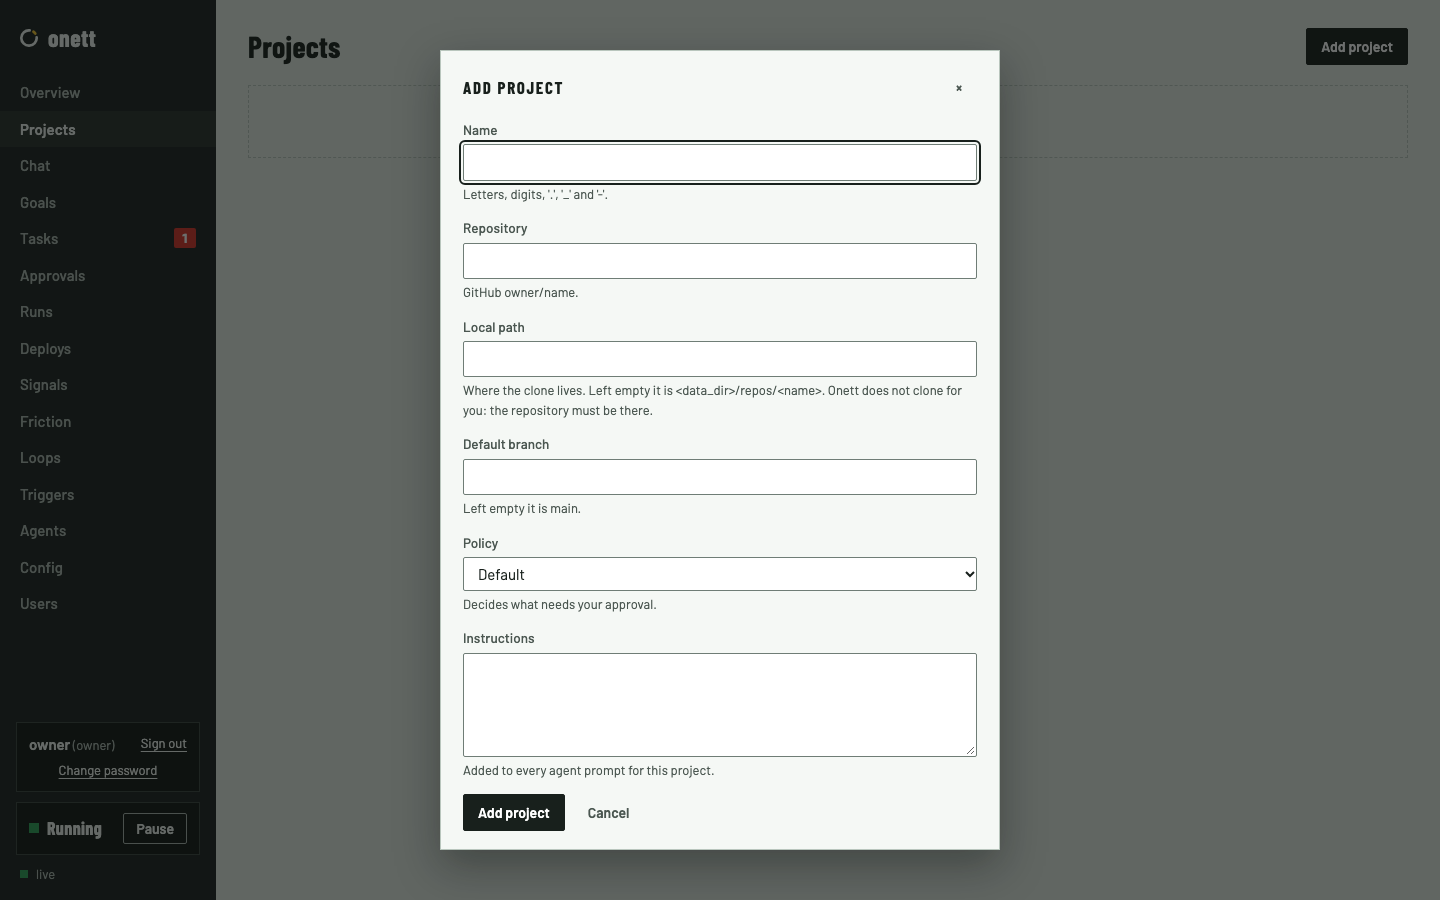 onett
Overview
Projects
Chat
Goals
Tasks
1
Approvals
Runs
Deploys
Signals
Friction
Loops
Triggers
Agents
Config
Users
owner (owner)
Sign out
Change password
Running
Pause
live
Projects
Add project
ADD PROJECT
×
Name
Letters, digits, '.', '_' and '-'.
Repository
GitHub owner/name.
Local path
Where the clone lives. Left empty it is <data_dir>/repos/<name>. Onett does not clone for
you: the repository must be there.
Default branch
Left empty it is main.
Policy
Default
Decides what needs your approval.
Instructions
Added to every agent prompt for this project.
Add project
Cancel